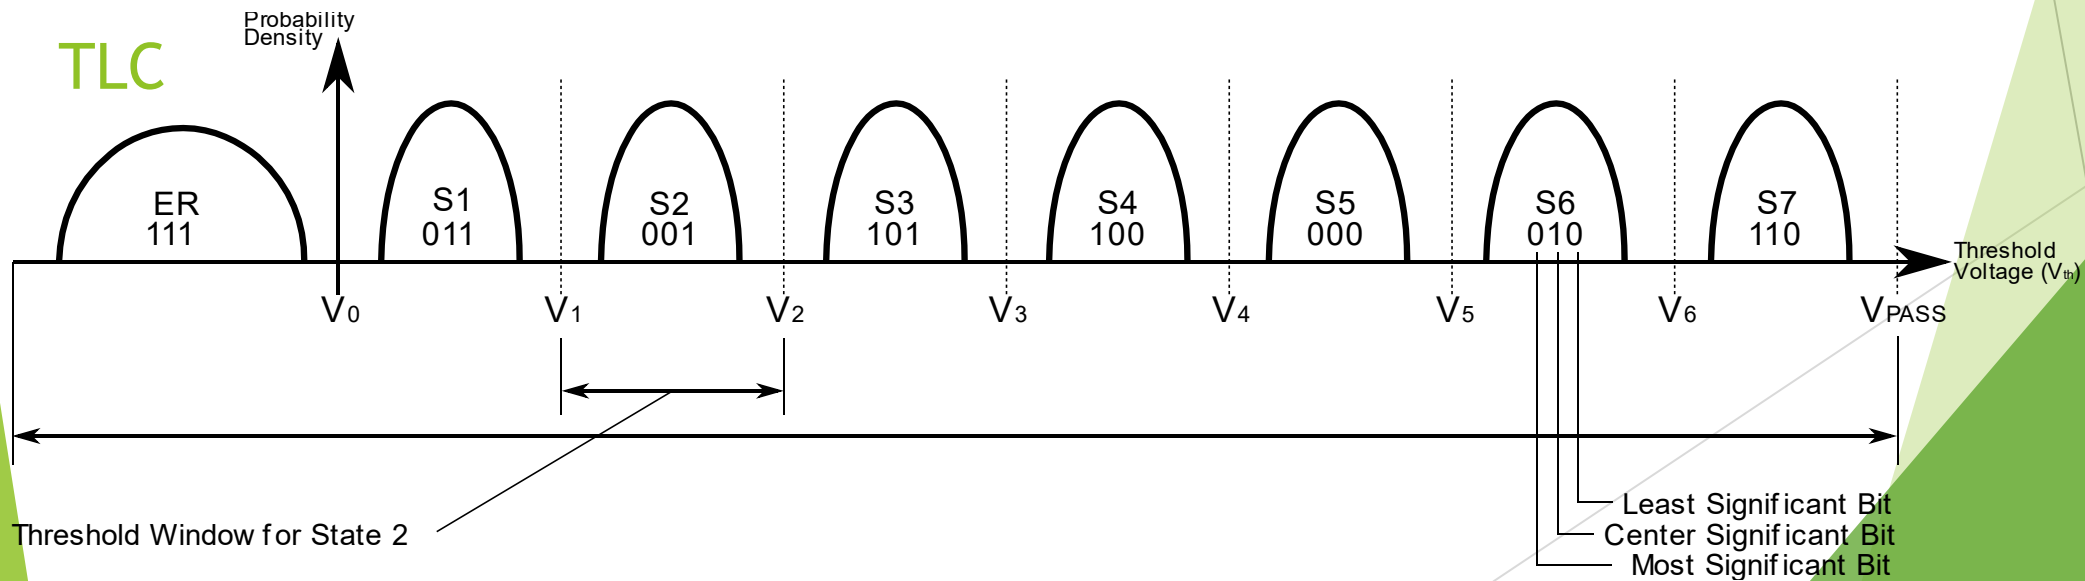 Probability
Density
TLC
ER
111
S1
011
S2
001
S3
101
S4
100
S5
000
S6
010
S7
110
Threshold
Voltage (Vth)
V0
V1
V2
V3
V4
V5
V6
VPASS
Least Significant Bit
Center Significant Bit
Most Significant Bit
Threshold Window for State 2